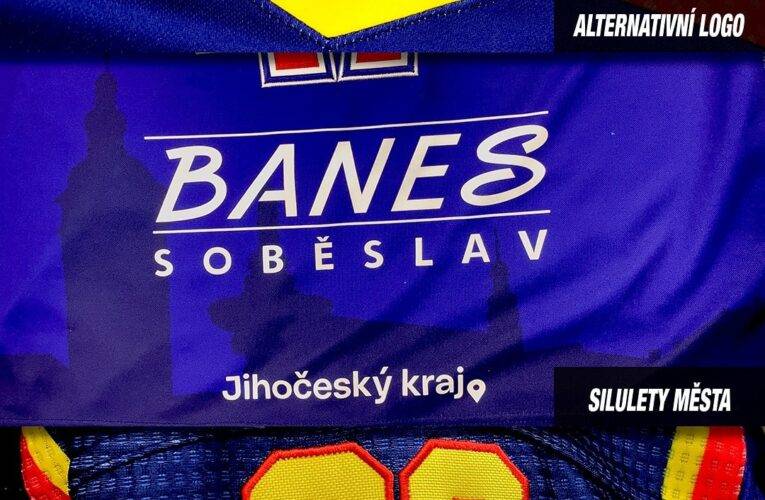 ALTERNATIVNÍ LOGO
BANES
SOBĚSLAV
Jihočeský kraj
SILULETY MĚSTA